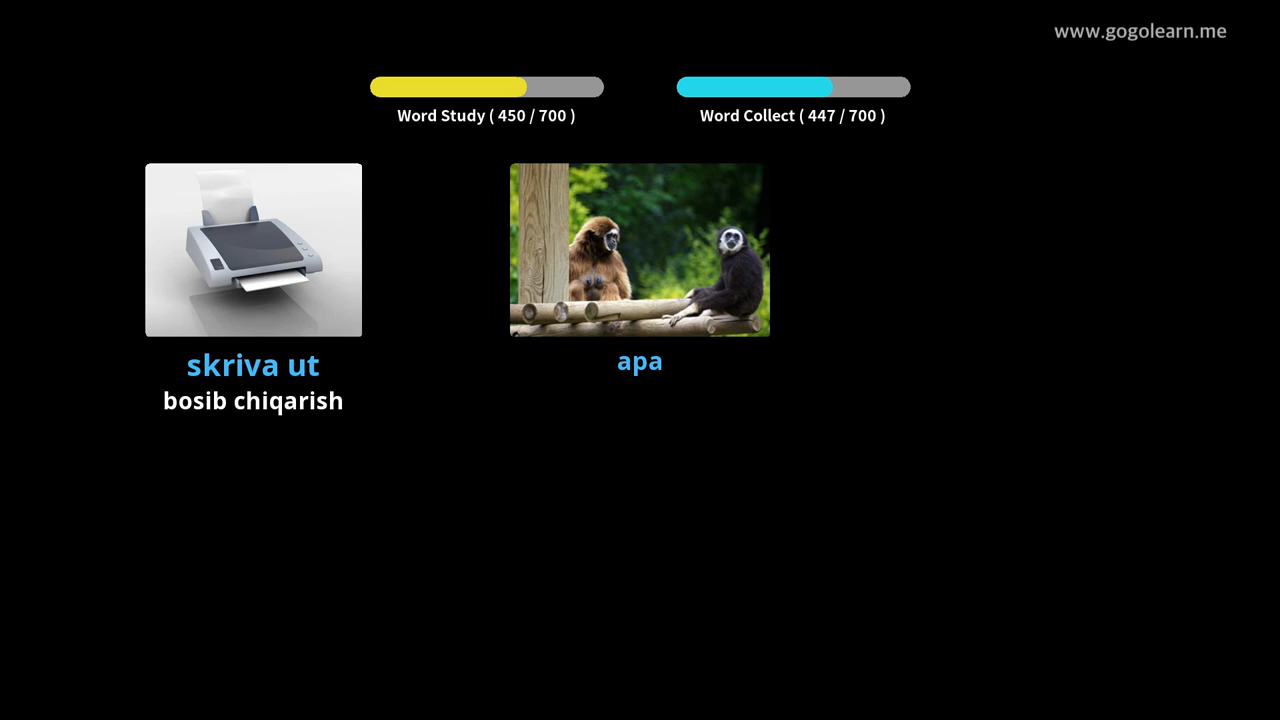 www.gogolearn.me
Word Study ( 450 / 700 )
Word Collect ( 447 / 700 )
skriva ut
bosib chiqarish
apa